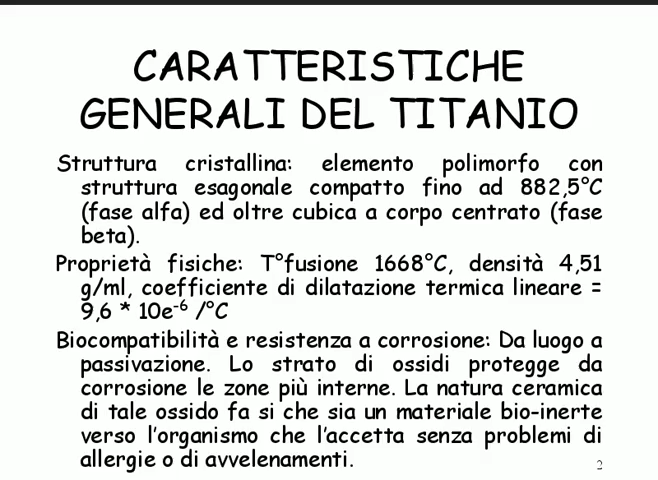 CARATTERISTICHE
GENERALI DEL TITANIO
Struttura cristallina: elemento polimorfo con
struttura esagonale compatto fino ad 882,5°C
(fase alfa) ed oltre cubica a corpo centrato (fase
beta).
Proprietà fisiche: T°fusione 1668°C, densità 4,51
g/ml, coefficiente di dilatazione termica lineare =
9,6 * 10e⁻⁶ /°C
Biocompatibilità e resistenza a corrosione: Da luogo a
passivazione. Lo strato di ossidi protegge da
corrosione le zone più interne. La natura ceramica
di tale ossido fa si che sia un materiale bio-inerte
verso l'organismo che l'accetta senza problemi di
allergie o di avvelenamenti.
2